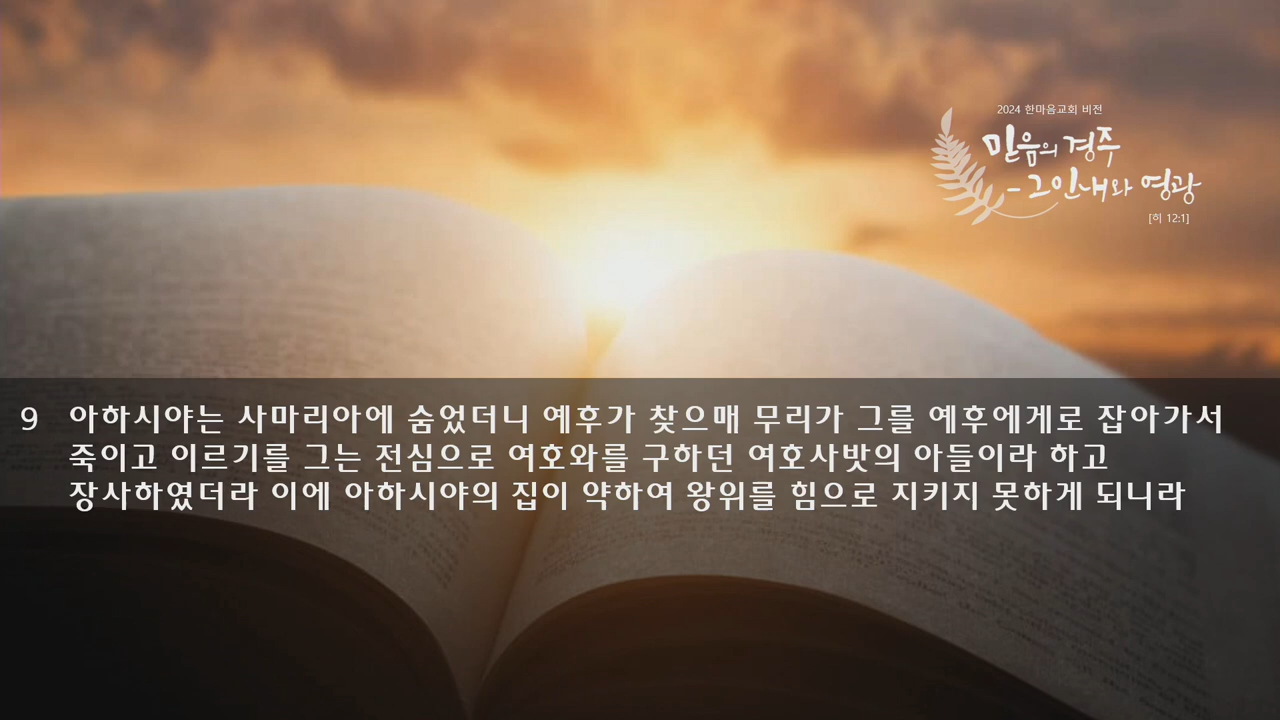 2024 한마음교회 비전
믿음의 경주
- 그 인내와 영광
[히 12:1]
9 아하시야는 사마리아에 숨었더니 예후가 찾으매 무리가 그를 예후에게로 잡아가서
죽이고 이르기를 그는 전심으로 여호와를 구하던 여호사밧의 아들이라 하고
장사하였더라 이에 아하시야의 집이 약하여 왕위를 힘으로 지키지 못하게 되니라